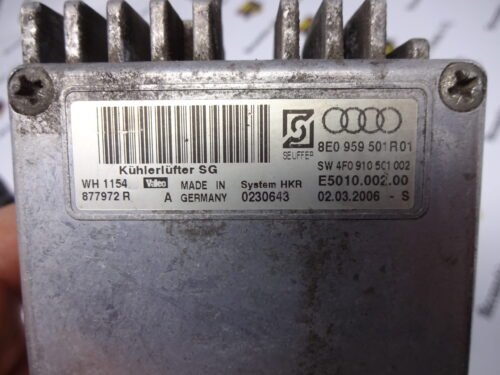 SEUFFER
8E0 959 501 R 01
Kühlerlüfter SG
SW 4F0 910 501 002
WH 1154 Valeo MADE IN System HKR E5010.002.00
877972 R A GERMANY 0230643 02.03.2006 - S